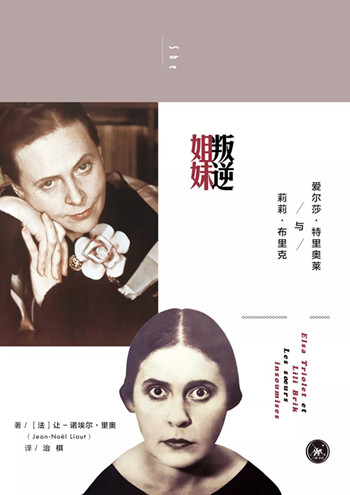 She
叛逆
姐妹
爱尔莎·特里奥莱
与
莉莉·布里克
Elsa Triolet et
Lili Brik
Les sœurs
insoumises
著/［法］让－诺埃尔·里奥
（Jean-Noël Liaut）
译/治棋